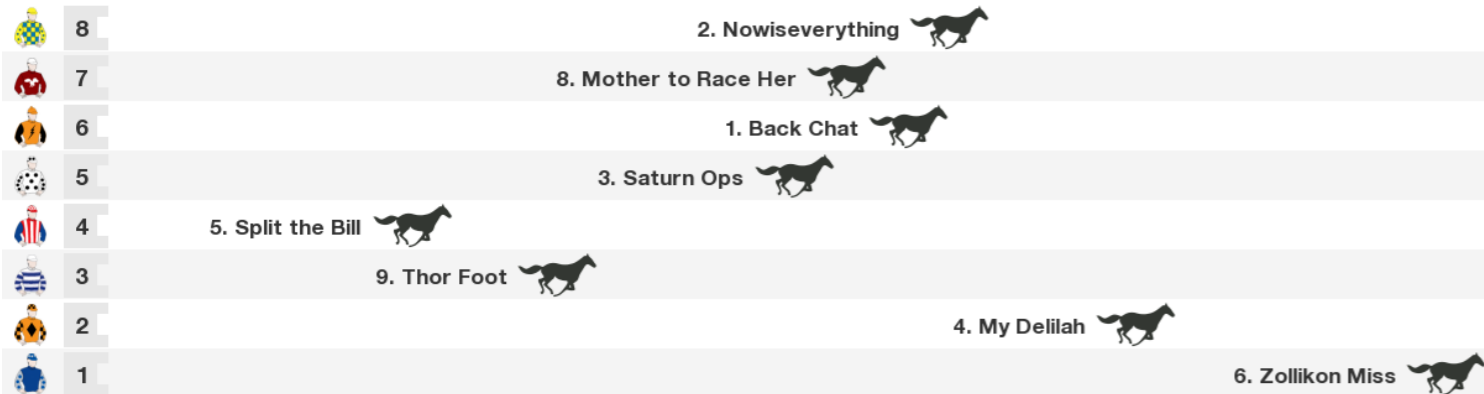 8 2. Nowiseverything
7 8. Mother to Race Her
6 1. Back Chat
5 3. Saturn Ops
4 5. Split the Bill
3 9. Thor Foot
2 4. My Delilah
1 6. Zollikon Miss